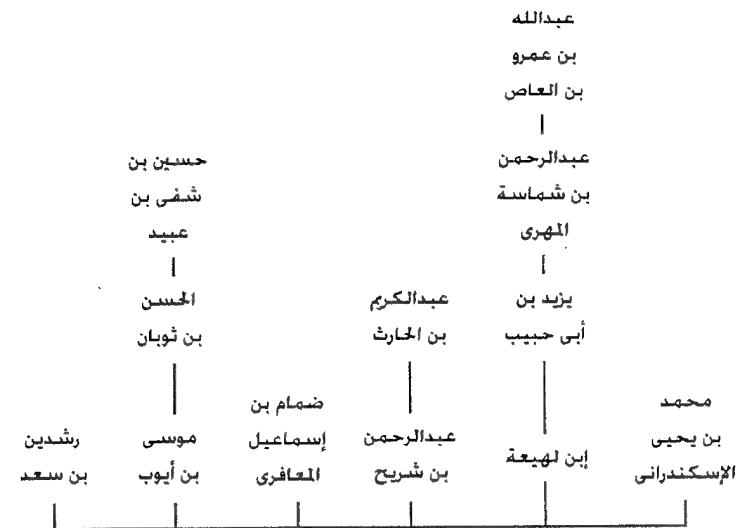 عبدالله
بن عمرو
بن العاص
عبدالرحمن
بن شماسة
المهرى
حسين بن
شفى بن
عبيد
يزيد بن
أبى حبيب
عبدالكريم
بن الحارث
الحسن
بن ثوبان
محمد
بن يحيى
الإسكندرانى
إبن لهيعة
عبدالرحمن
بن شريح
ضمام بن
إسماعيل
المعافرى
موسى
بن أيوب
رشدين
بن سعد